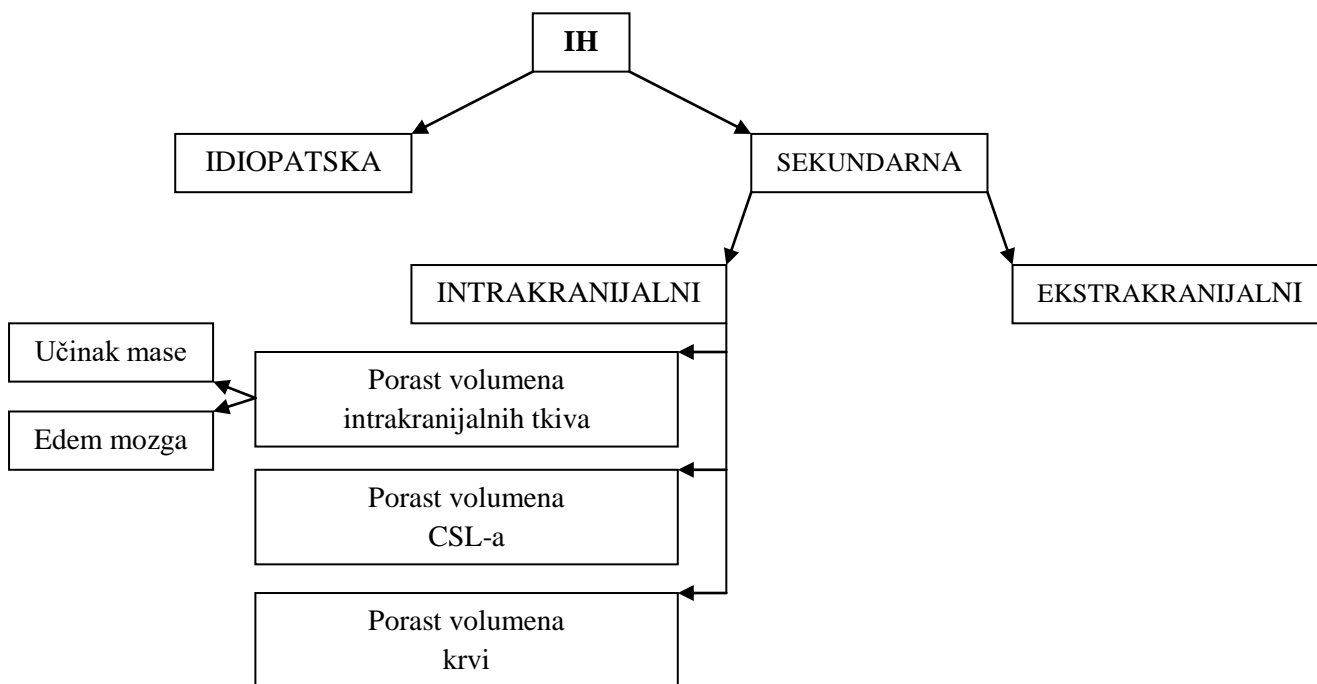 IH
IDIOPATSKA
SEKUNDARNA
INTRAKRANIJALNI
EKSTRAKRANIJALNI
Učinak mase
Edem mozga
Porast volumena
intrakranijalnih tkiva
Porast volumena
CSL-a
Porast volumena
krvi